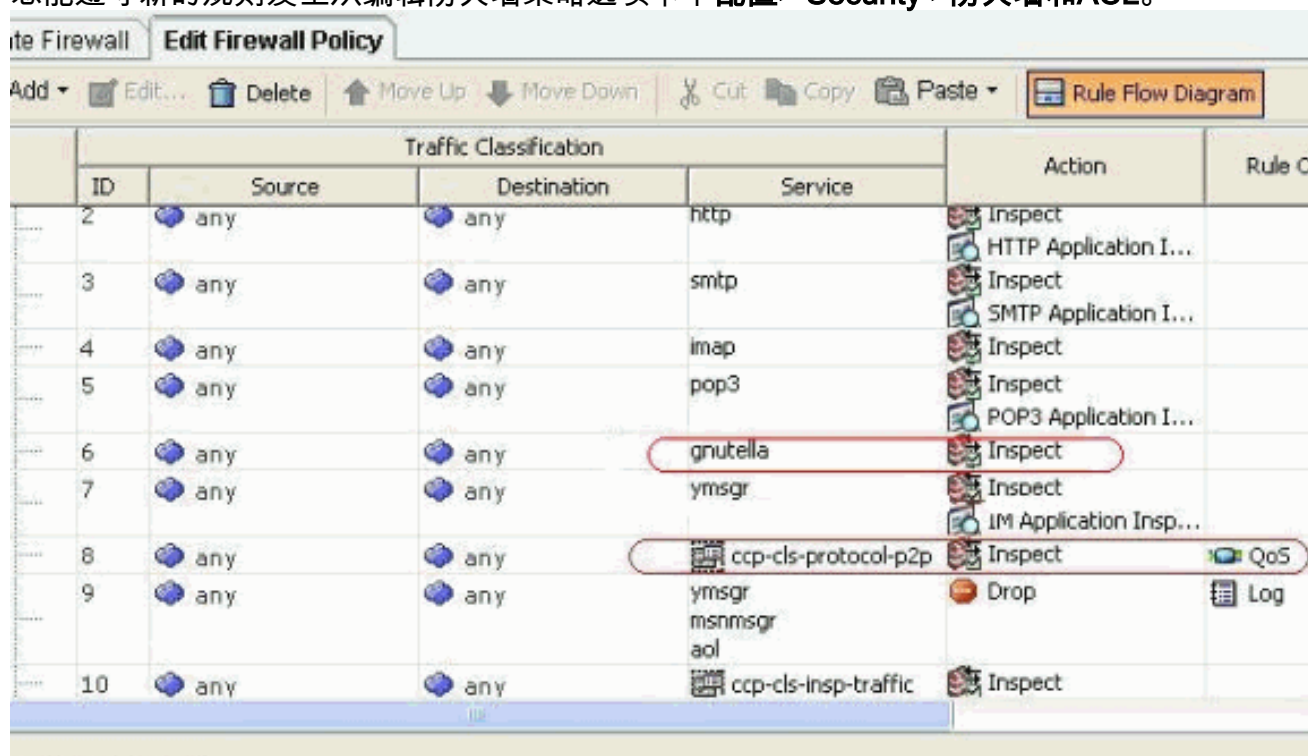 ACL。
te Firewall Edit Firewall Policy
Add Edit... Delete Move Up Move Down Cut Copy Paste Rule Flow Diagram
Traffic Classification Action Rule O
ID Source Destination Service
2 any any http Inspect
HTTP Application I...
3 any any smtp Inspect
SMTP Application I...
4 any any imap Inspect
5 any any pop3 Inspect
POP3 Application I...
6 any any gnutella Inspect
7 any any ymsgr Inspect
IM Application Insp...
8 any any ccp-cls-protocol-p2p Inspect QoS
9 any any ymsgr Drop Log
msnmsgr
aol
10 any any ccp-cls-insp-traffic Inspect